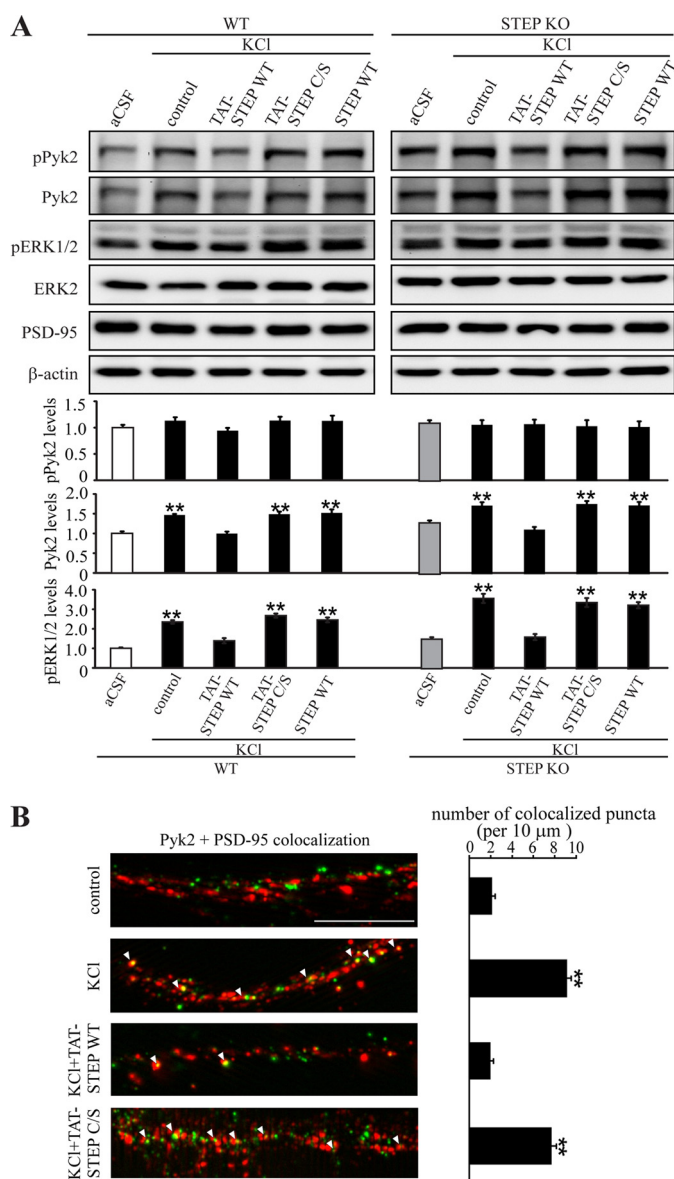 A
WT
STEP KO
KCl
KCl
aCSF
control
TAT-
STEP WT
TAT-
STEP C/S
STEP WT
aCSF
control
TAT-
STEP WT
TAT-
STEP C/S
STEP WT
pPyk2
Pyk2
pERK1/2
ERK2
PSD-95
β-actin
pPyk2 levels
1.5
1.0
0.5
0
Pyk2 levels
2.0
1.5
1.0
0.5
0
** ** ** ** ** **
pERK1/2 levels
4.0
3.0
2.0
1.0
0
** ** ** ** ** **
aCSF
control
TAT-
STEP WT
TAT-
STEP C/S
STEP WT
aCSF
control
TAT-
STEP WT
TAT-
STEP C/S
STEP WT
KCl
KCl
WT
STEP KO
B
Pyk2 + PSD-95 colocalization
number of colocalized puncta
(per 10 μm )
0 2 4 6 8 10
control
KCl
**
KCl+TAT-
STEP WT
KCl+TAT-
STEP C/S
**